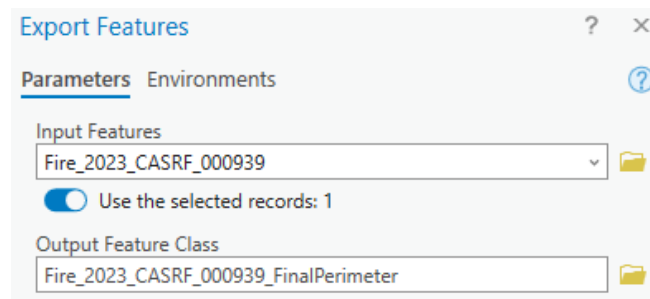 Export Features ? ×
Parameters Environments ?
Input Features
Fire_2023_CASRF_000939
Use the selected records: 1
Output Feature Class
Fire_2023_CASRF_000939_FinalPerimeter